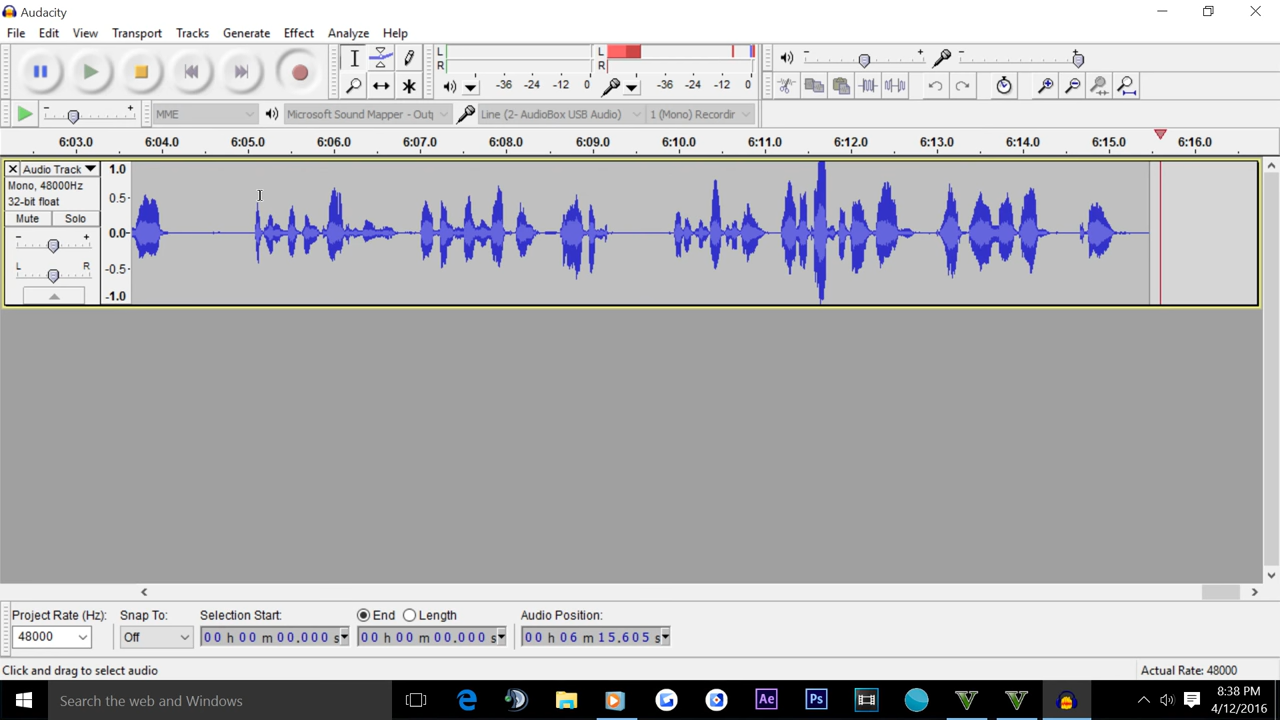 Audacity
File Edit View Transport Tracks Generate Effect Analyze Help
L L
R R
-36 -24 -12 0 -36 -24 -12 0
MME Microsoft Sound Mapper - Outp Line (2- AudioBox USB Audio) 1 (Mono) Recordir
6:03.0 6:04.0 6:05.0 6:06.0 6:07.0 6:08.0 6:09.0 6:10.0 6:11.0 6:12.0 6:13.0 6:14.0 6:15.0 6:16.0
Audio Track 1.0
Mono, 48000Hz
32-bit float 0.5
Mute Solo
0.0
L R -0.5
-1.0
Project Rate (Hz): Snap To: Selection Start: End Length Audio Position:
48000 Off 00 h 00 m 00.000 s 00 h 00 m 00.000 s 00 h 06 m 15.605 s
Click and drag to select audio Actual Rate: 48000
Search the web and Windows Ae Ps 8:38 PM
4/12/2016